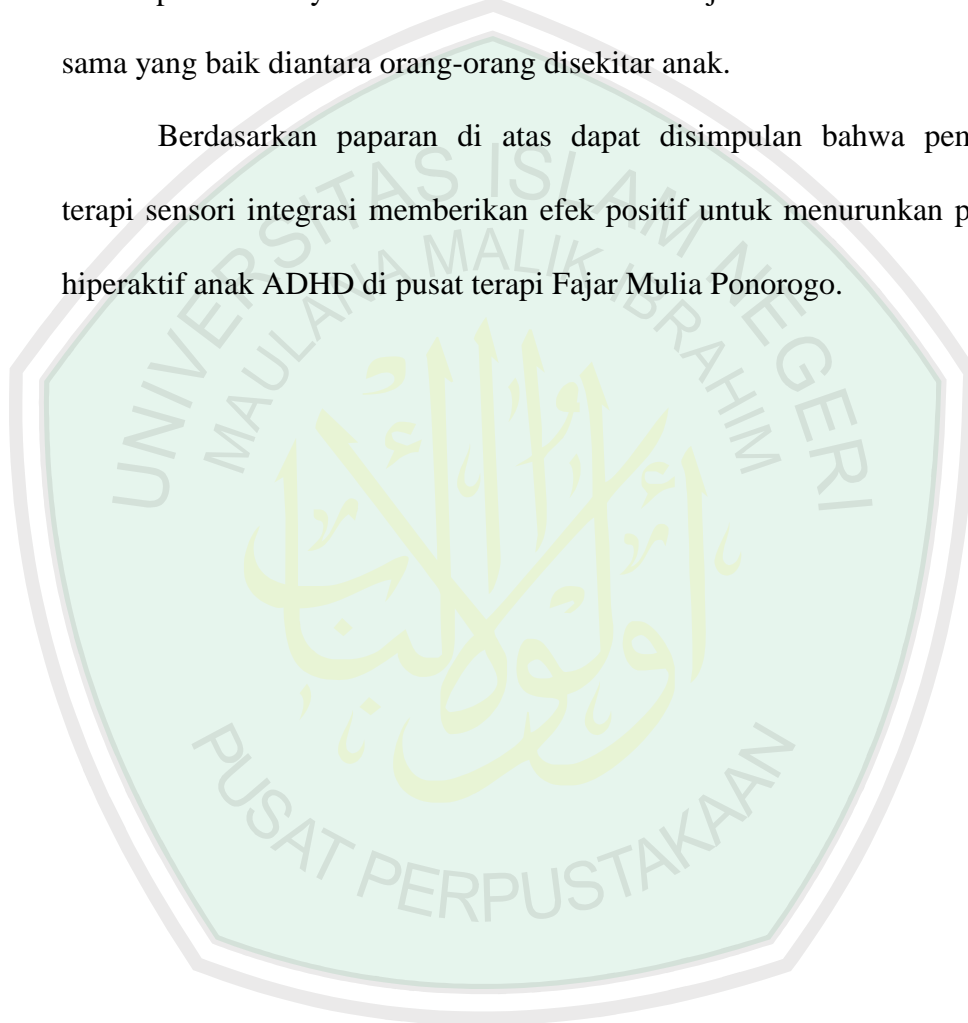 sama yang baik diantara orang-orang disekitar anak.
Berdasarkan paparan di atas dapat disimpulan bahwa
terapi sensori integrasi memberikan efek positif untuk menurunkan
hiperaktif anak ADHD di pusat terapi Fajar Mulia Ponorogo.
UNIVERSITAS ISLAM NEGERI
MAULANA MALIK IBRAHIM
أولو الألباب
PUSAT PERPUSTAKAAN